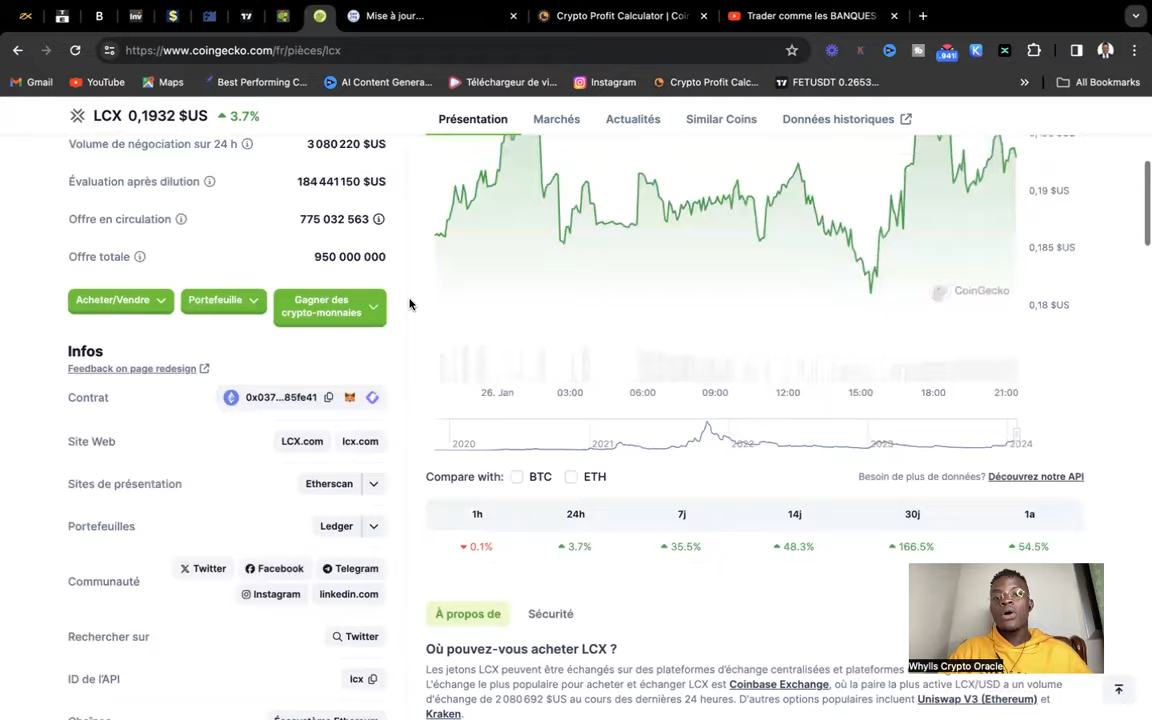 B
Inv
$
Mise à jour...
Crypto Profit Calculator | Coin
Trader comme les BANQUES
https://www.coingecko.com/fr/pièces/lcx
.941
K
Gmail
YouTube
Maps
Best Performing C...
AI Content Genera...
Téléchargeur de vi...
Instagram
Crypto Profit Calc...
FETUSDT 0.2653...
All Bookmarks
LCX 0,1932 $US 3.7%
Présentation
Marchés
Actualités
Similar Coins
Données historiques
Volume de négociation sur 24 h 3 080 220 $US
Évaluation après dilution 184 441 150 $US
Offre en circulation 775 032 563
Offre totale 950 000 000
Acheter/Vendre
Portefeuille
Gagner des
crypto-monnaies
Infos
Feedback on page redesign
Contrat 0x037...85fe41
Site Web LCX.com lcx.com
Sites de présentation Etherscan
Portefeuilles Ledger
Communauté
Twitter Facebook Telegram
Instagram linkedin.com
Rechercher sur Twitter
ID de l'API lcx
0,19 $US
0,185 $US
0,18 $US
CoinGecko
26. Jan 03:00 06:00 09:00 12:00 15:00 18:00 21:00
2020 2021 2022 2023 2024
Compare with: BTC ETH
Besoin de plus de données? Découvrez notre API
1h 24h 7j 14j 30j 1a
0.1% 3.7% 35.5% 48.3% 166.5% 54.5%
À propos de
Sécurité
Où pouvez-vous acheter LCX ?
Les jetons LCX peuvent être échangés sur des plateformes d'échange centralisées et plateformes
L'échange le plus populaire pour acheter et échanger LCX est Coinbase Exchange, où la paire la plus active LCX/USD a un volume
d'échange de 2 080 692 $US au cours des dernières 24 heures. D'autres options populaires incluent Uniswap V3 (Ethereum) et
Kraken.
Whylls Crypto Oracle